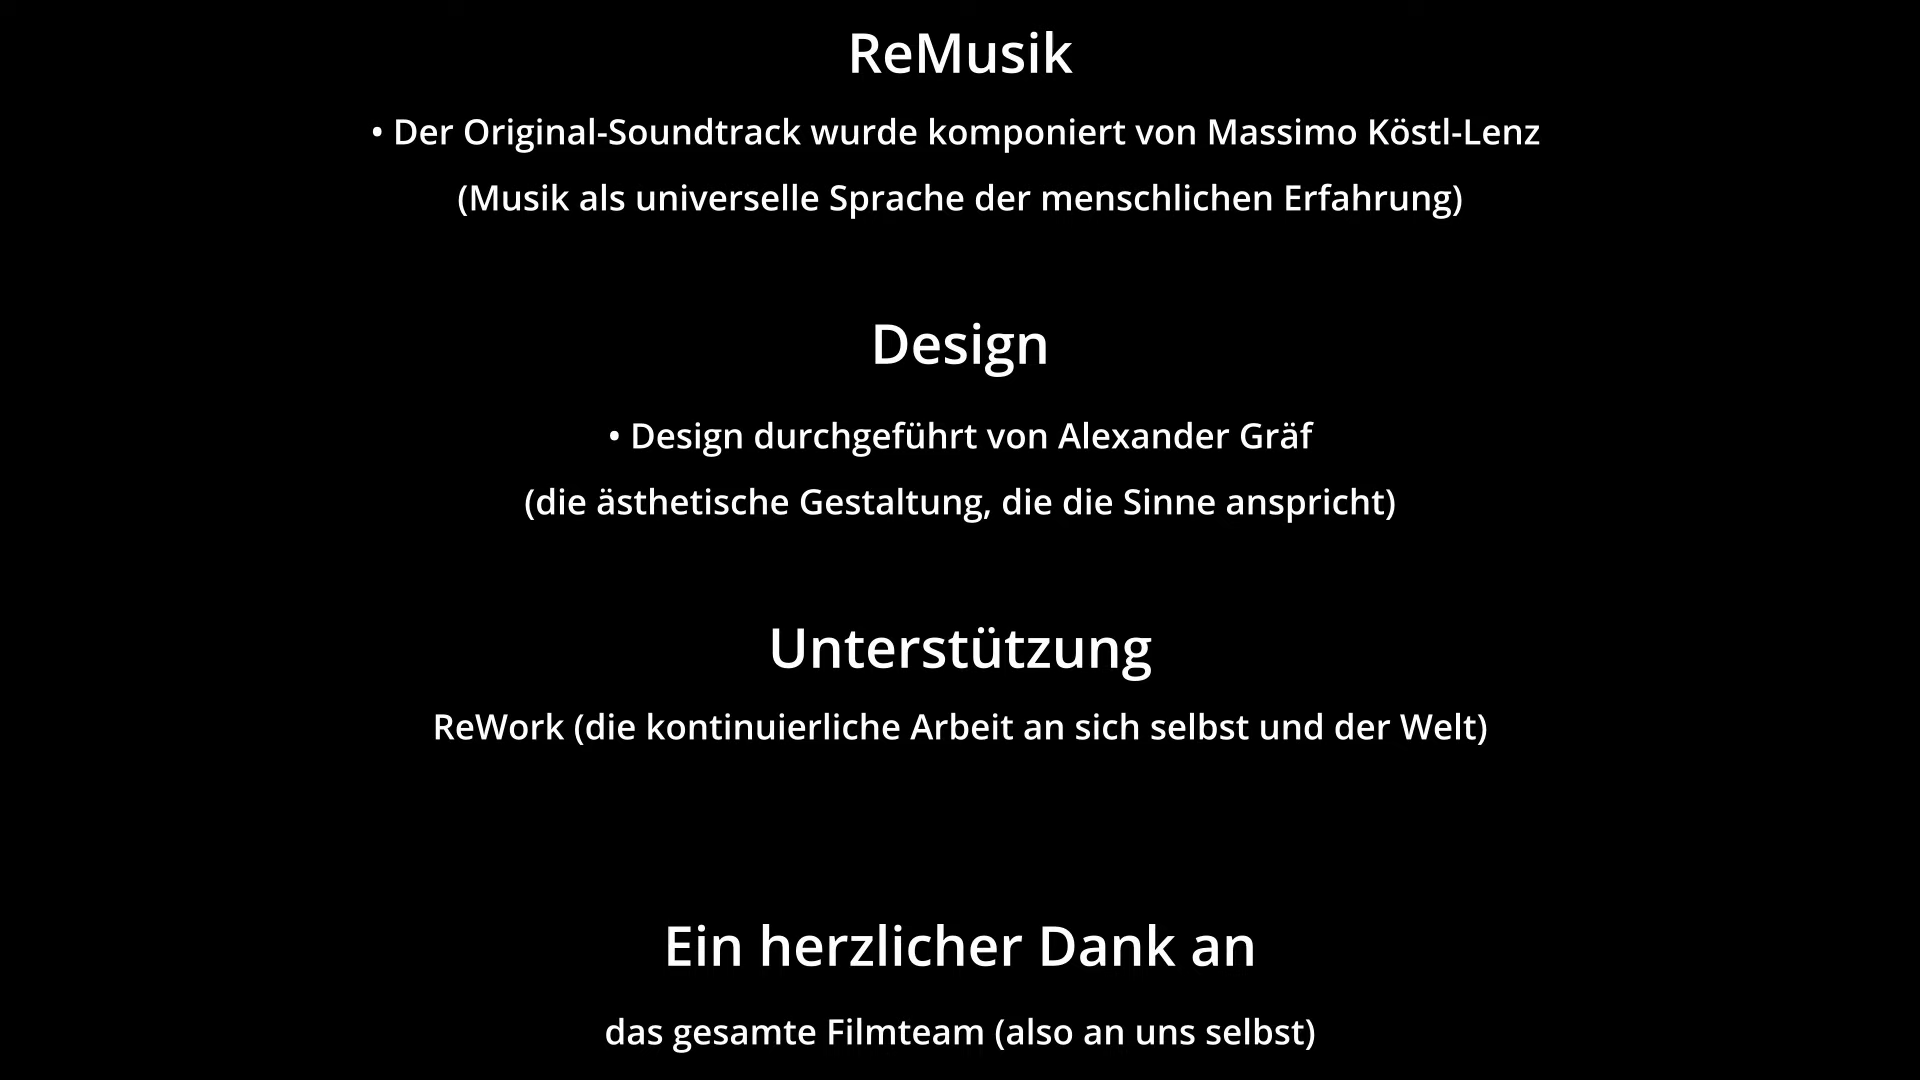 ReMusik
• Der Original-Soundtrack wurde komponiert von Massimo Köstl-Lenz
(Musik als universelle Sprache der menschlichen Erfahrung)
Design
• Design durchgeführt von Alexander Gräf
(die ästhetische Gestaltung, die die Sinne anspricht)
Unterstützung
ReWork (die kontinuierliche Arbeit an sich selbst und der Welt)
Ein herzlicher Dank an
das gesamte Filmteam (also an uns selbst)